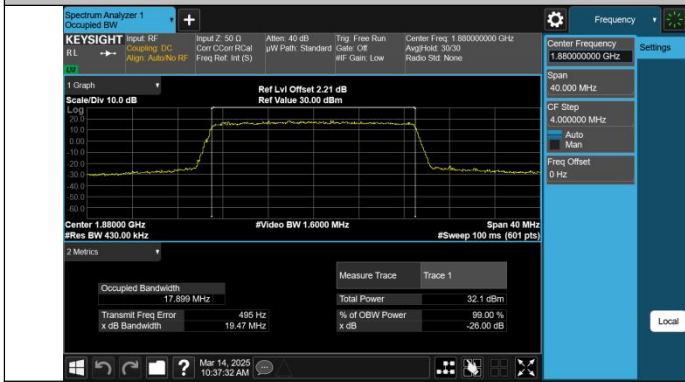 Spectrum Analyzer 1
Occupied BW
Frequency
KEYSIGHT
RL
Input: RF
Coupling: DC
Align: Auto/No RF
Input Z: 50 Ω
Corr CCorr RCal
Freq Ref: Int (S)
Atten: 40 dB
µW Path: Standard
Trig: Free Run
Gate: Off
#IF Gain: Low
Center Freq: 1.880000000 GHz
Avg|Hold: 30/30
Radio Std: None
1 Graph
Scale/Div 10.0 dB
Ref Lvl Offset 2.21 dB
Ref Value 30.00 dBm
Log
20.0
10.0
0.00
-10.0
-20.0
-30.0
-40.0
-50.0
-60.0
Center 1.88000 GHz
#Res BW 430.00 kHz
#Video BW 1.6000 MHz
Span 40 MHz
#Sweep 100 ms (601 pts)
2 Metrics
Measure Trace Trace 1
Occupied Bandwidth
17.899 MHz
Total Power 32.1 dBm
Transmit Freq Error 495 Hz
% of OBW Power 99.00 %
x dB Bandwidth 19.47 MHz
x dB -26.00 dB
?
Mar 14, 2025
10:37:32 AM
Center Frequency
1.880000000 GHz
Settings
Span
40.000 MHz
CF Step
4.000000 MHz
Auto
Man
Freq Offset
0 Hz
Local